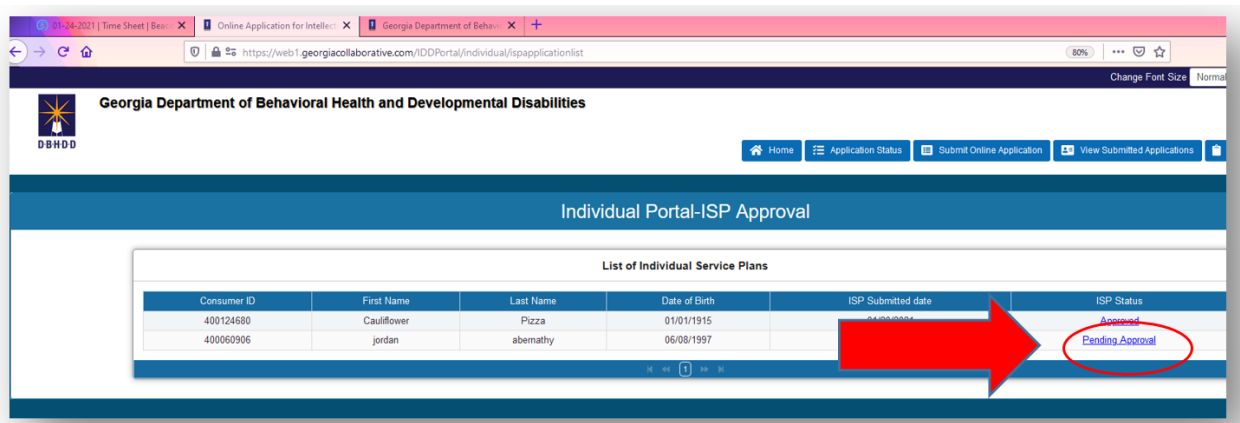 01-24-2021 | Time Sheet | Beac
Online Application for Intellect
Georgia Department of Behavi
https://web1.georgiacollaborative.com/IDDPortal/individual/ispapplicationlist
80%
Change Font Size Normal
DBHDD
Georgia Department of Behavioral Health and Developmental Disabilities
Home Application Status Submit Online Application View Submitted Applications
Individual Portal-ISP Approval
List of Individual Service Plans
Consumer ID First Name Last Name Date of Birth ISP Submitted date ISP Status
400124680 Cauliflower Pizza 01/01/1915 Approved
400060906 jordan abernathy 06/08/1997 Pending Approval
1